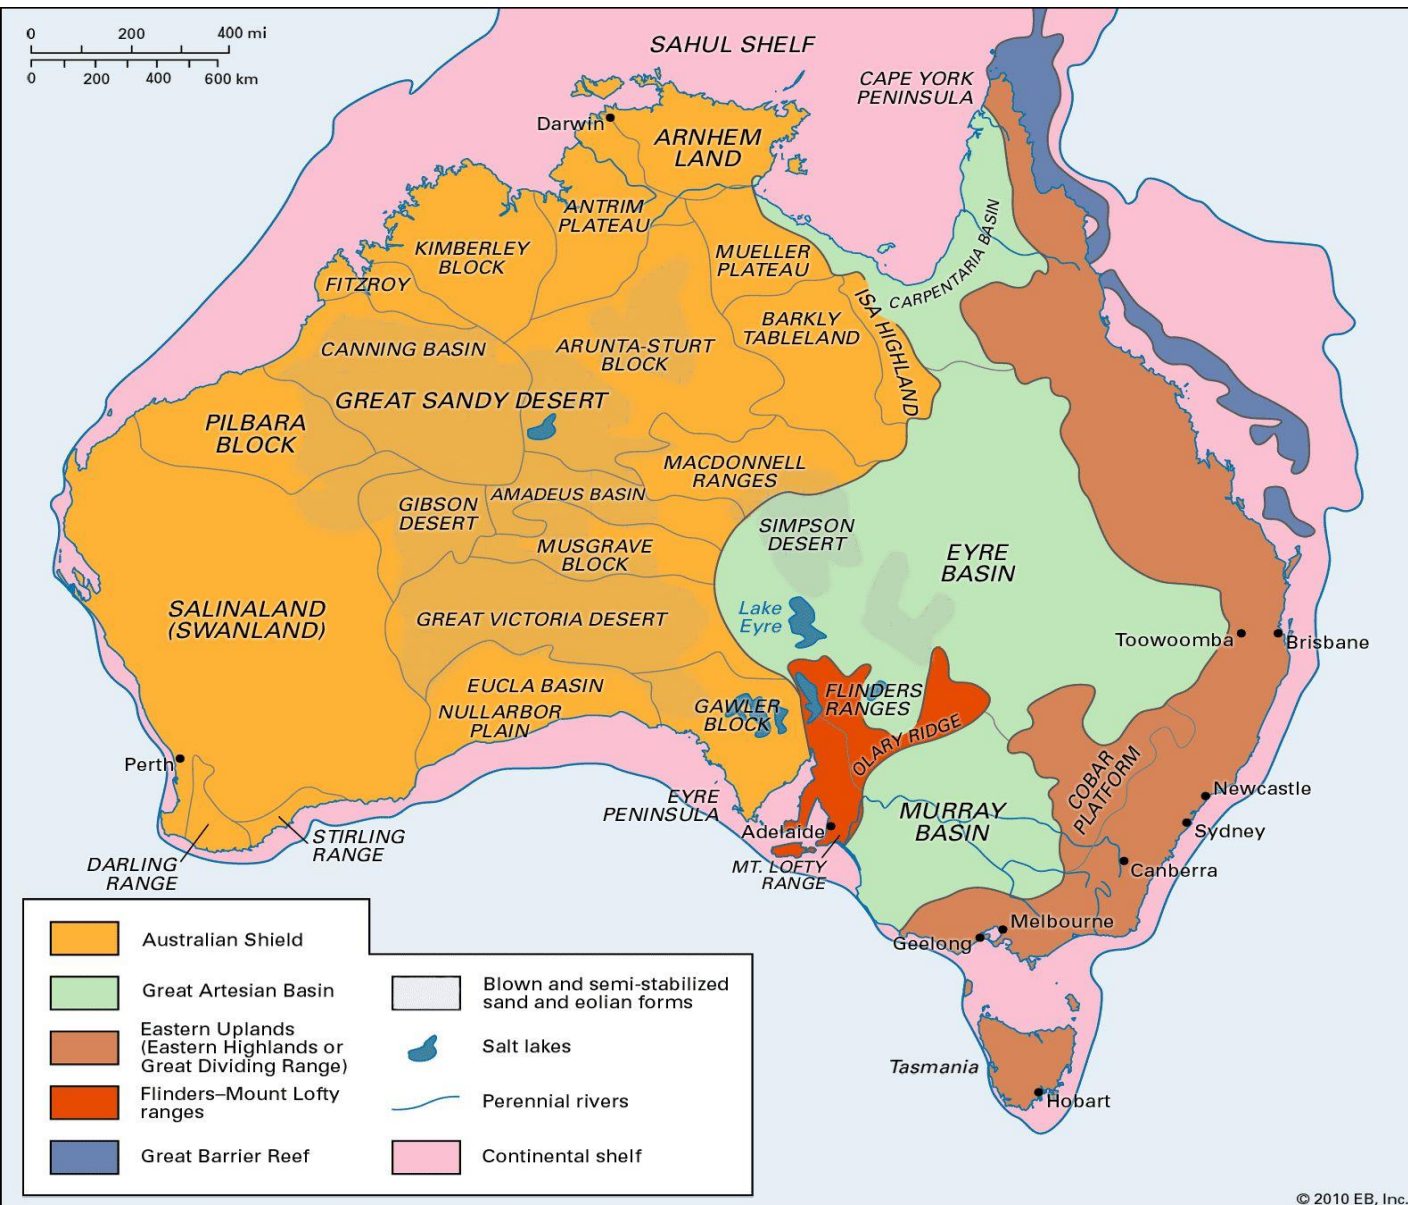 0 200 400 mi
0 200 400 600 km
SAHUL SHELF
CAPE YORK
PENINSULA
Darwin
ARNHEM
LAND
ANTRIM
PLATEAU
KIMBERLEY
BLOCK
FITZROY
MUELLER
PLATEAU
CARPENTARIA BASIN
ISA HIGHLAND
BARKLY
TABLELAND
CANNING BASIN
ARUNTA-STURT
BLOCK
GREAT SANDY DESERT
PILBARA
BLOCK
MACDONNELL
RANGES
AMADEUS BASIN
GIBSON
DESERT
SIMPSON
DESERT
MUSGRAVE
BLOCK
EYRE
BASIN
SALINALAND
(SWANLAND)
GREAT VICTORIA DESERT
Lake
Eyre
Toowoomba
Brisbane
EUCLA BASIN
NULLARBOR
PLAIN
GAWLER
BLOCK
FLINDERS
RANGES
OLARY RIDGE
Perth
COBAR
PLATFORM
EYRE
PENINSULA
MURRAY
BASIN
Newcastle
Sydney
Adelaide
STIRLING
RANGE
DARLING
RANGE
MT. LOFTY
RANGE
Canberra
Melbourne
Geelong
Tasmania
Hobart
Australian Shield
Great Artesian Basin
Eastern Uplands
(Eastern Highlands or
Great Dividing Range)
Flinders–Mount Lofty
ranges
Great Barrier Reef
Blown and semi-stabilized
sand and eolian forms
Salt lakes
Perennial rivers
Continental shelf
© 2010 EB, Inc.